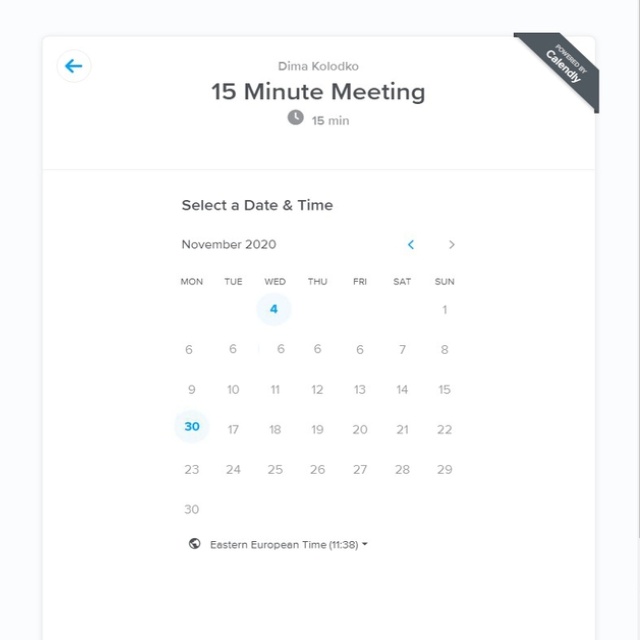 POWERED BY
Calendly
Dima Kolodko
15 Minute Meeting
15 min
Select a Date & Time
November 2020
MON TUE WED THU FRI SAT SUN
4 1
6 6 6 6 6 7 8
9 10 11 12 13 14 15
30 17 18 19 20 21 22
23 24 25 26 27 28 29
30
Eastern European Time (11:38)